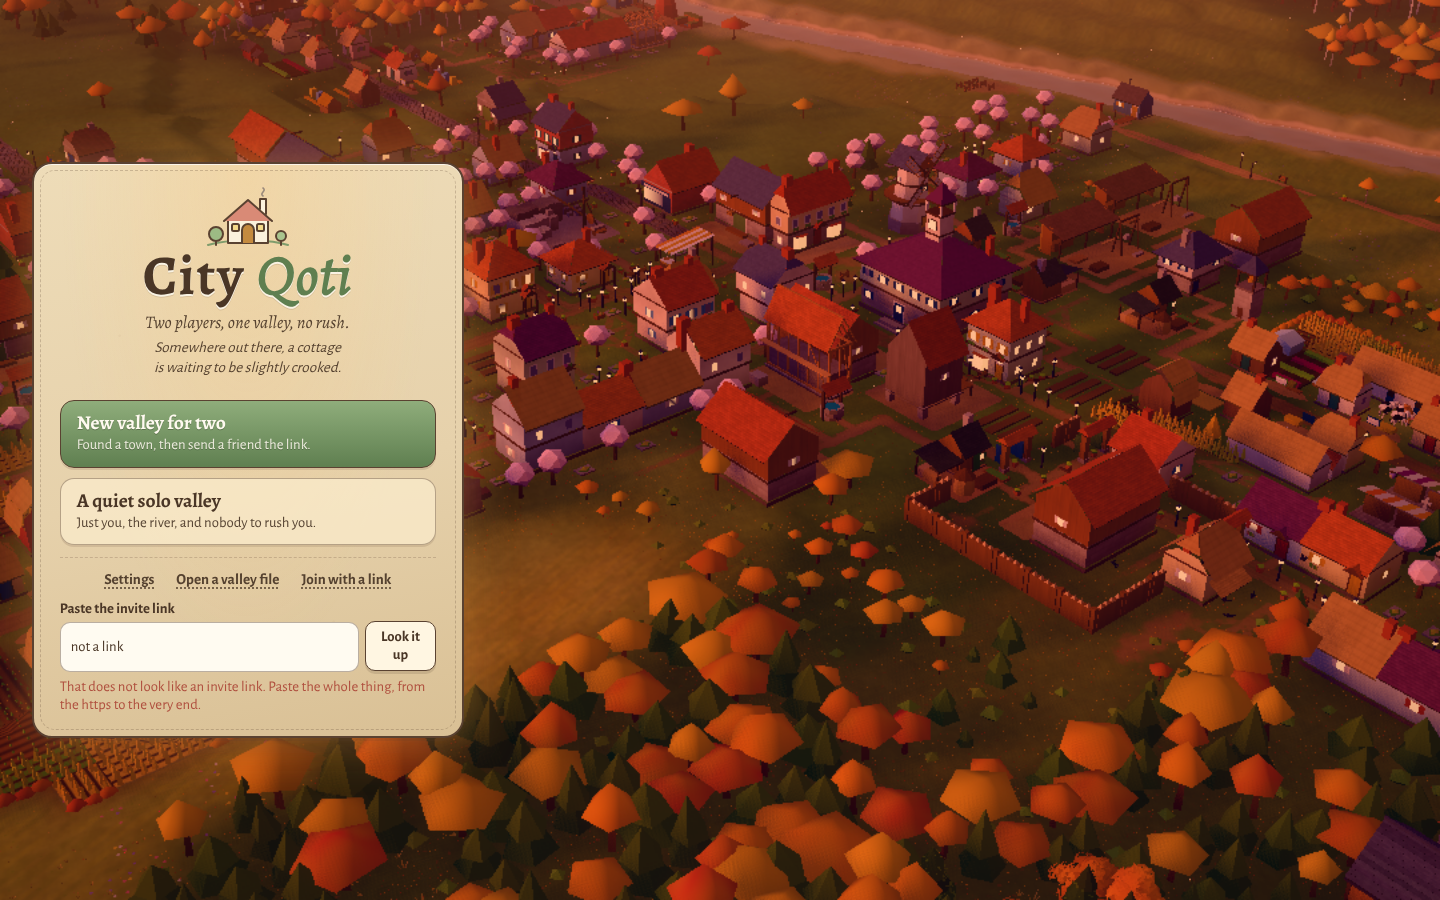 City Qoti
Two players, one valley, no rush.
Somewhere out there, a cottage
is waiting to be slightly crooked.
New valley for two
Found a town, then send a friend the link.
A quiet solo valley
Just you, the river, and nobody to rush you.
Settings Open a valley file Join with a link
Paste the invite link
not a link
Look it
up
That does not look like an invite link. Paste the whole thing, from
the https to the very end.